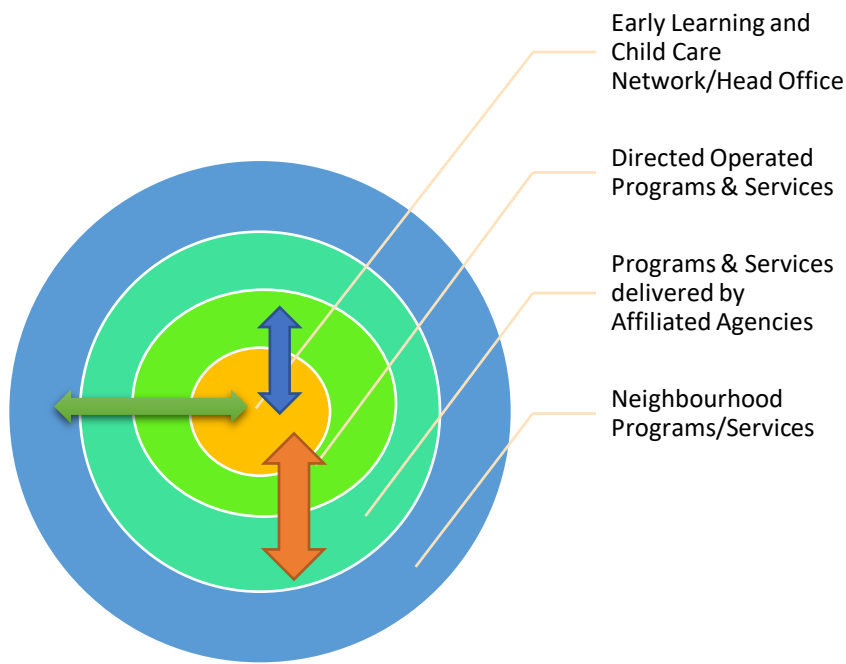 Early Learning and
Child Care
Network/Head Office
Directed Operated
Programs & Services
Programs & Services
delivered by
Affiliated Agencies
Neighbourhood
Programs/Services